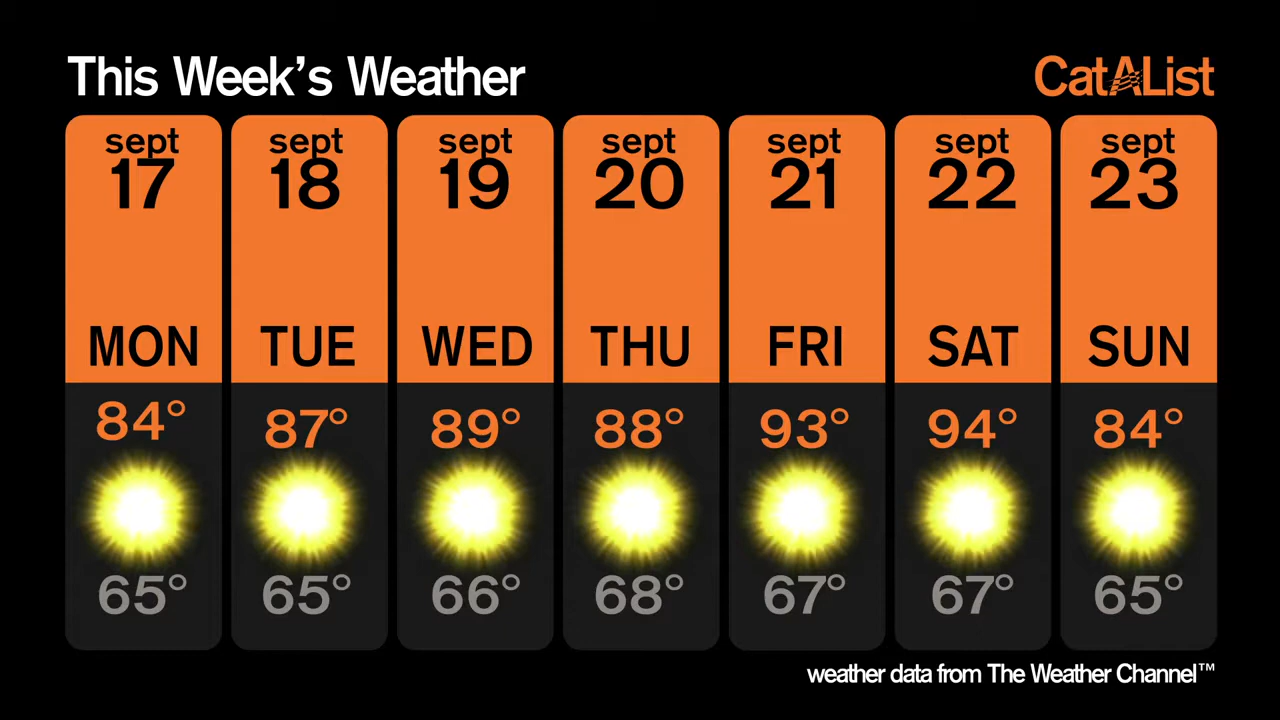 This Week's Weather
CatAList
sept sept sept sept sept sept sept
17 18 19 20 21 22 23
MON TUE WED THU FRI SAT SUN
84° 87° 89° 88° 93° 94° 84°
65° 65° 66° 68° 67° 67° 65°
weather data from The Weather Channel™